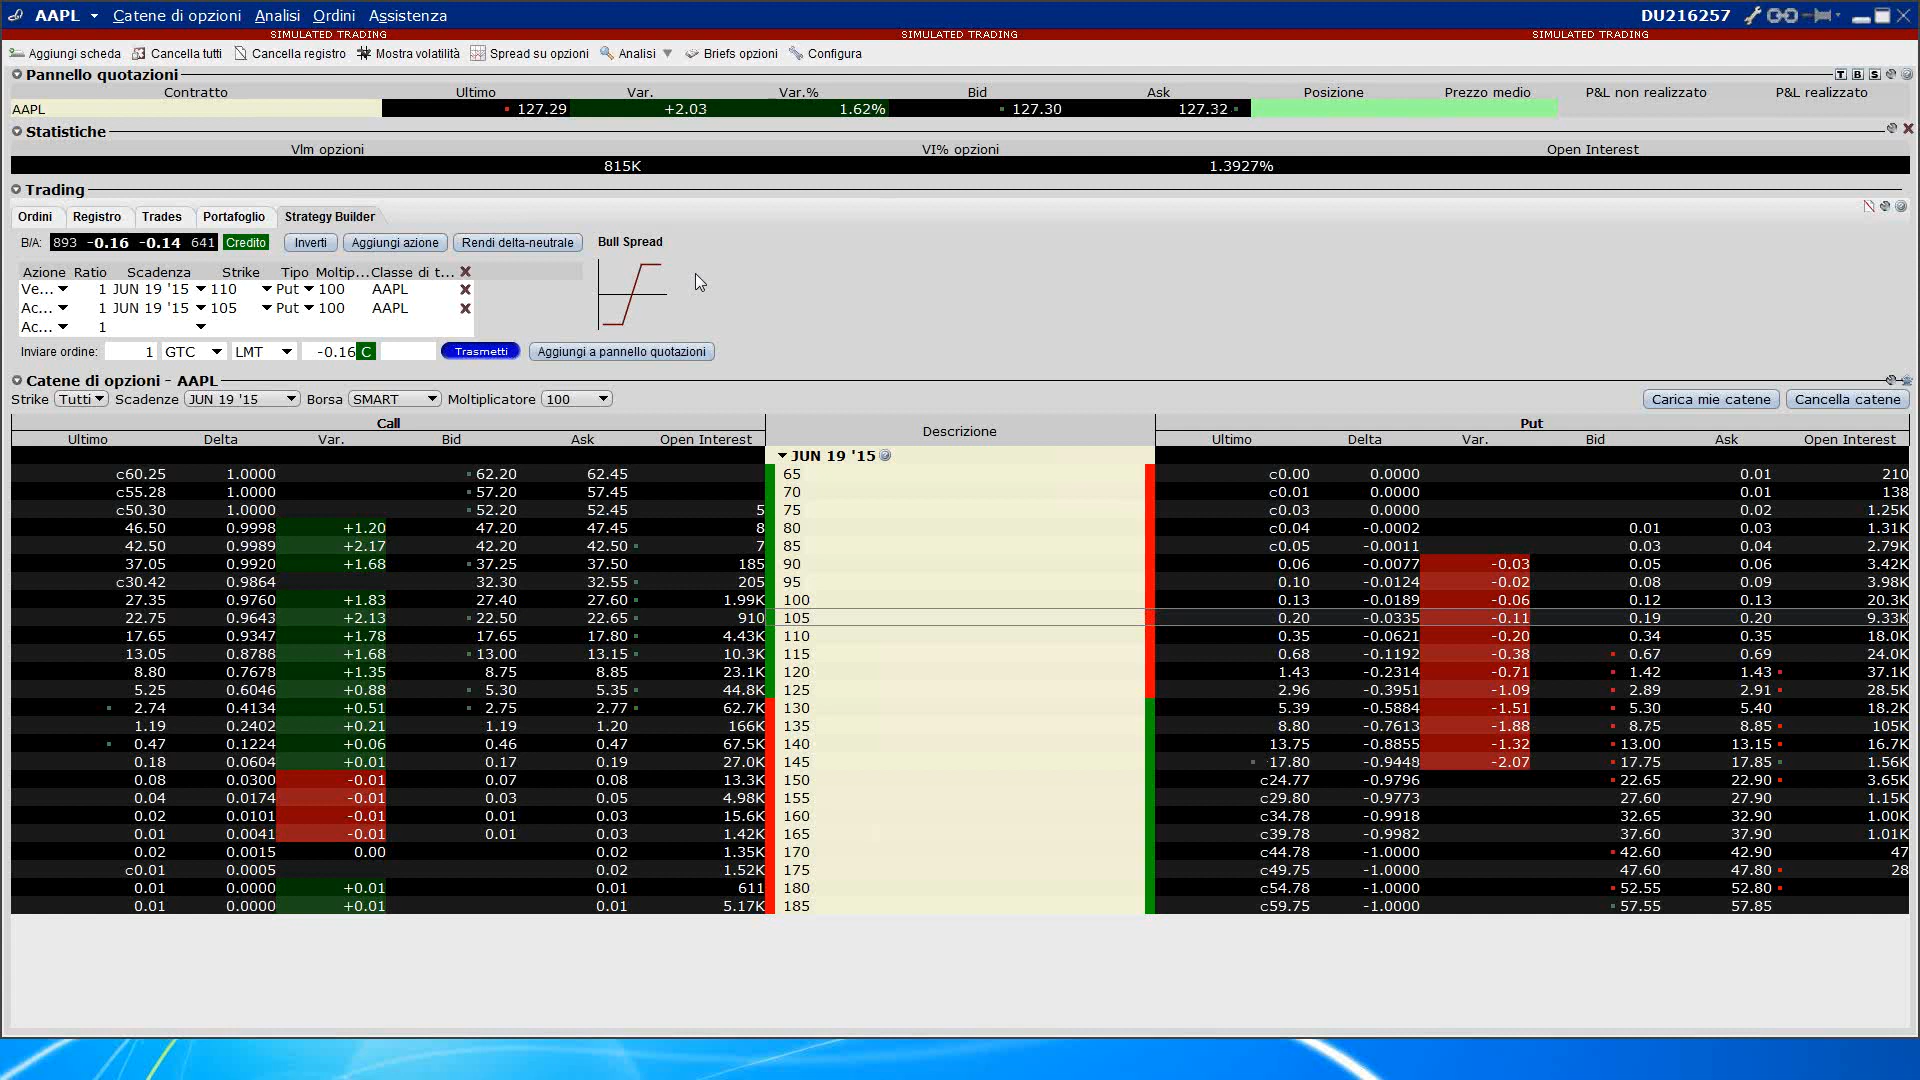 AAPL Catene di opzioni Analisi Ordini Assistenza DU216257
SIMULATED TRADING SIMULATED TRADING SIMULATED TRADING
Aggiungi scheda Cancella tutti Cancella registro Mostra volatilità Spread su opzioni Analisi Briefs opzioni Configura
Pannello quotazioni T B S
Contratto Ultimo Var. Var.% Bid Ask Posizione Prezzo medio P&L non realizzato P&L realizzato
AAPL 127.29 +2.03 1.62% 127.30 127.32
Statistiche
Vlm opzioni VI% opzioni Open Interest
815K 1.3927%
Trading
Ordini Registro Trades Portafoglio Strategy Builder
B/A: 893 -0.16 -0.14 641 Credito Inverti Aggiungi azione Rendi delta-neutrale Bull Spread
Azione Ratio Scadenza Strike Tipo Moltip... Classe di t...
Ve... 1 JUN 19 '15 110 Put 100 AAPL
Ac... 1 JUN 19 '15 105 Put 100 AAPL
Ac... 1
Inviare ordine: 1 GTC LMT -0.16 C Trasmetti Aggiungi a pannello quotazioni
Catene di opzioni - AAPL
Strike Tutti Scadenze JUN 19 '15 Borsa SMART Moltiplicatore 100 Carica mie catene Cancella catene
Call Descrizione Put
Ultimo Delta Var. Bid Ask Open Interest Ultimo Delta Var. Bid Ask Open Interest
JUN 19 '15
c60.25 1.0000 62.20 62.45 65 c0.00 0.0000 0.01 210
c55.28 1.0000 57.20 57.45 70 c0.01 0.0000 0.01 138
c50.30 1.0000 52.20 52.45 5 75 c0.03 0.0000 0.02 1.25K
46.50 0.9998 +1.20 47.20 47.45 8 80 c0.04 -0.0002 0.01 0.03 1.31K
42.50 0.9989 +2.17 42.20 42.50 7 85 c0.05 -0.0011 0.03 0.04 2.79K
37.05 0.9920 +1.68 37.25 37.50 185 90 0.06 -0.0077 -0.03 0.05 0.06 3.42K
c30.42 0.9864 32.30 32.55 205 95 0.10 -0.0124 -0.02 0.08 0.09 3.98K
27.35 0.9760 +1.83 27.40 27.60 1.99K 100 0.13 -0.0189 -0.06 0.12 0.13 20.3K
22.75 0.9643 +2.13 22.50 22.65 910 105 0.20 -0.0335 -0.11 0.19 0.20 9.33K
17.65 0.9347 +1.78 17.65 17.80 4.43K 110 0.35 -0.0621 -0.20 0.34 0.35 18.0K
13.05 0.8788 +1.68 13.00 13.15 10.3K 115 0.68 -0.1192 -0.38 0.67 0.69 24.0K
8.80 0.7678 +1.35 8.75 8.85 23.1K 120 1.43 -0.2314 -0.71 1.42 1.43 37.1K
5.25 0.6046 +0.88 5.30 5.35 44.8K 125 2.96 -0.3951 -1.09 2.89 2.91 28.5K
2.74 0.4134 +0.51 2.75 2.77 62.7K 130 5.39 -0.5884 -1.51 5.30 5.40 18.2K
1.19 0.2402 +0.21 1.19 1.20 166K 135 8.80 -0.7613 -1.88 8.75 8.85 105K
0.47 0.1224 +0.06 0.46 0.47 67.5K 140 13.75 -0.8855 -1.32 13.00 13.15 16.7K
0.18 0.0604 +0.01 0.17 0.19 27.0K 145 17.80 -0.9448 -2.07 17.75 17.85 1.56K
0.08 0.0300 -0.01 0.07 0.08 13.3K 150 c24.77 -0.9796 22.65 22.90 3.65K
0.04 0.0174 -0.01 0.03 0.05 4.98K 155 c29.80 -0.9773 27.60 27.90 1.15K
0.02 0.0101 -0.01 0.01 0.03 15.6K 160 c34.78 -0.9918 32.65 32.90 1.00K
0.01 0.0041 -0.01 0.01 0.03 1.42K 165 c39.78 -0.9982 37.60 37.90 1.01K
0.02 0.0015 0.00 0.02 1.35K 170 c44.78 -1.0000 42.60 42.90 47
c0.01 0.0005 0.02 1.52K 175 c49.75 -1.0000 47.60 47.80 28
0.01 0.0000 +0.01 0.01 611 180 c54.78 -1.0000 52.55 52.80
0.01 0.0000 +0.01 0.01 5.17K 185 c59.75 -1.0000 57.55 57.85